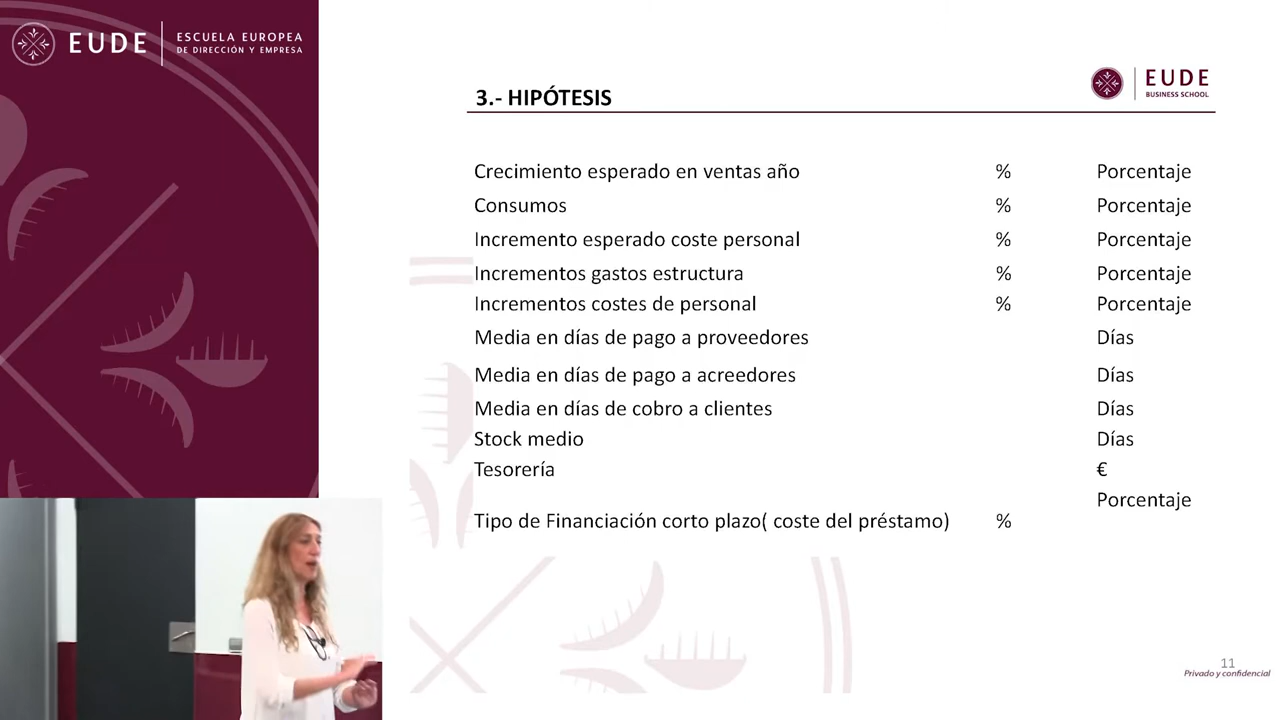 EUDE
ESCUELA EUROPEA
DE DIRECCIÓN Y EMPRESA
EUDE
BUSINESS SCHOOL
3.- HIPÓTESIS
Crecimiento esperado en ventas año % Porcentaje
Consumos % Porcentaje
Incremento esperado coste personal % Porcentaje
Incrementos gastos estructura % Porcentaje
Incrementos costes de personal % Porcentaje
Media en días de pago a proveedores Días
Media en días de pago a acreedores Días
Media en días de cobro a clientes Días
Stock medio Días
Tesorería €
Porcentaje
Tipo de Financiación corto plazo( coste del préstamo) %
11
Privado y confidencial